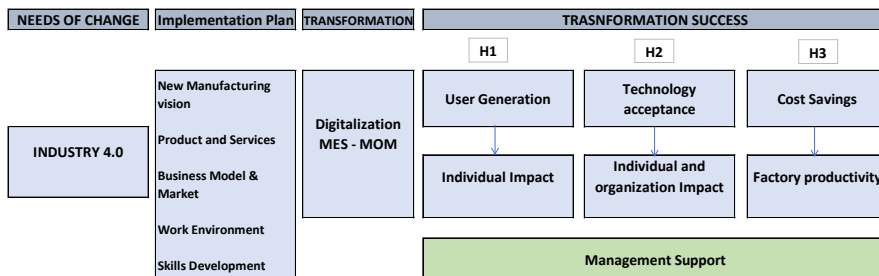 NEEDS OF CHANGE
Implementation Plan
TRANSFORMATION
TRASNFORMATION SUCCESS
H1
H2
H3
INDUSTRY 4.0
New Manufacturing
vision
Product and Services
Business Model &
Market
Work Environment
Skills Development
Digitalization
MES - MOM
User Generation
Technology
acceptance
Cost Savings
Individual Impact
Individual and
organization Impact
Factory productivity
Management Support